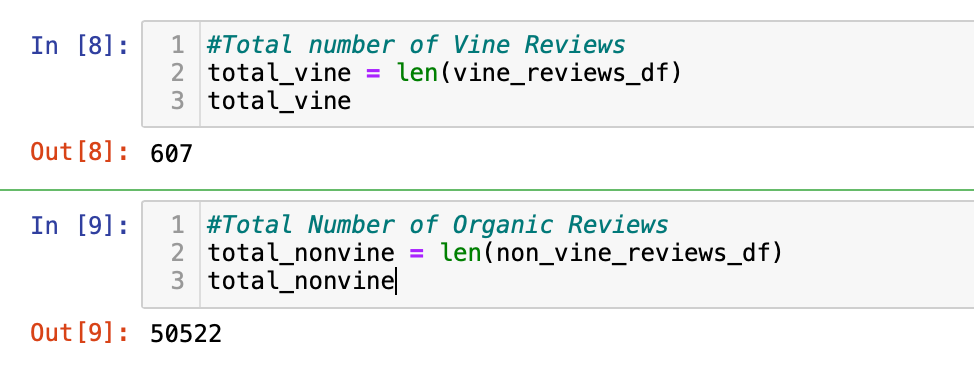 In [8]: 1 #Total number of Vine Reviews
2 total_vine = len(vine_reviews_df)
3 total_vine
Out[8]: 607
In [9]: 1 #Total Number of Organic Reviews
2 total_nonvine = len(non_vine_reviews_df)
3 total_nonvine
Out[9]: 50522